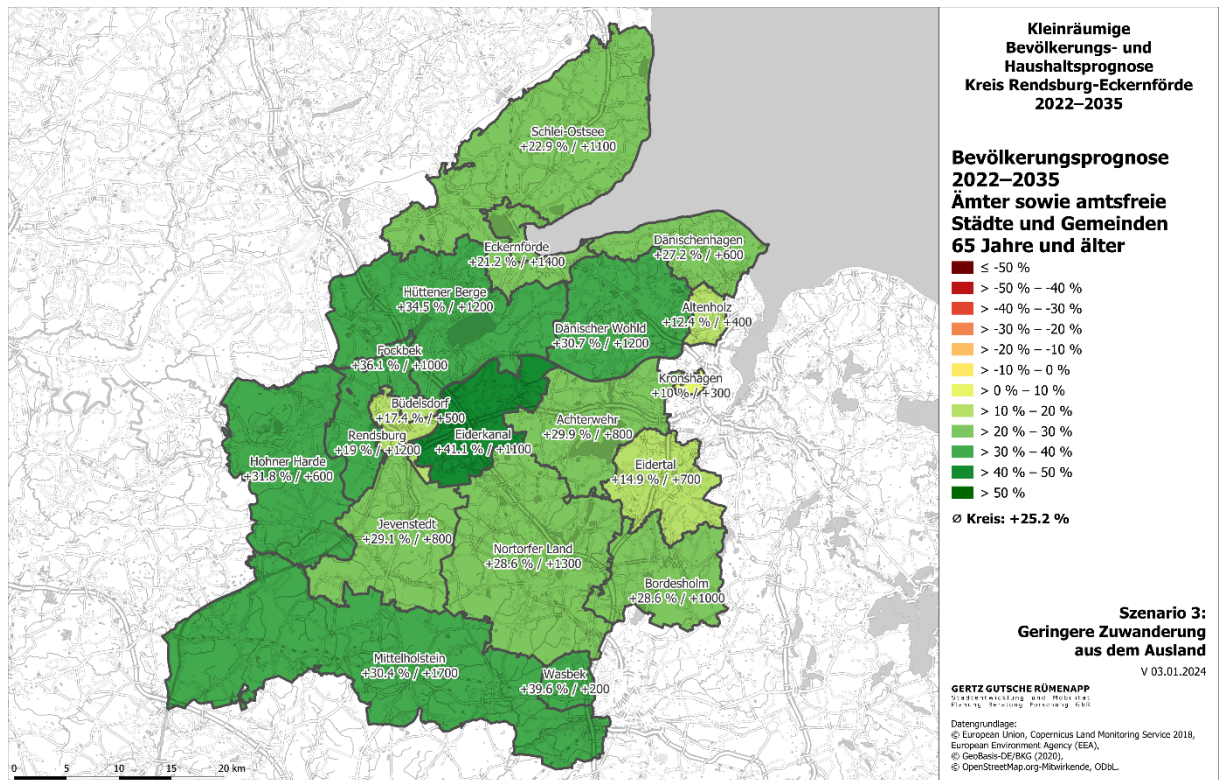 Kleinräumige
Bevölkerungs- und
Haushaltsprognose
Kreis Rendsburg-Eckernförde
2022–2035
Bevölkerungsprognose
2022–2035
Ämter sowie amtsfreie
Städte und Gemeinden
65 Jahre und älter
≤ -50 %
> -50 % – -40 %
> -40 % – -30 %
> -30 % – -20 %
> -20 % – -10 %
> -10 % – 0 %
> 0 % – 10 %
> 10 % – 20 %
> 20 % – 30 %
> 30 % – 40 %
> 40 % – 50 %
> 50 %
Ø Kreis: +25.2 %
Szenario 3:
Geringere Zuwanderung
aus dem Ausland
V 03.01.2024
GERTZ GUTSCHE RÜMENAPP
Stadtentwicklung und Mobilität
Planung Beratung Forschung GbR
Datengrundlage:
© European Union, Copernicus Land Monitoring Service 2018,
European Environment Agency (EEA),
© GeoBasis-DE/BKG (2020),
© OpenStreetMap.org-Mitwirkende, ODbL.
Schlei-Ostsee
+22.9 % / +1100
Eckernförde
+21.2 % / +1400
Dänischenhagen
+27.2 % / +600
Hüttener Berge
+34.5 % / +1200
Altenholz
+12.4 % / +400
Dänischer Wohld
+30.7 % / +1200
Fockbek
+36.1 % / +1000
Kronshagen
+10 % / +300
Büdelsdorf
+17.4 % / +500
Achterwehr
+29.9 % / +800
Rendsburg
% / +1200
Eiderkanal
+41.1 % / +1100
Hohner Harde
+31.8 % / +600
Eidertal
+14.9 % / +700
Jevenstedt
+29.1 % / +800
Nortorfer Land
+28.6 % / +1300
Bordesholm
+28.6 % / +1000
Mittelholstein
+30.4 % / +1700
Wasbek
+39.6 % / +200
0 5 10 15 20 km